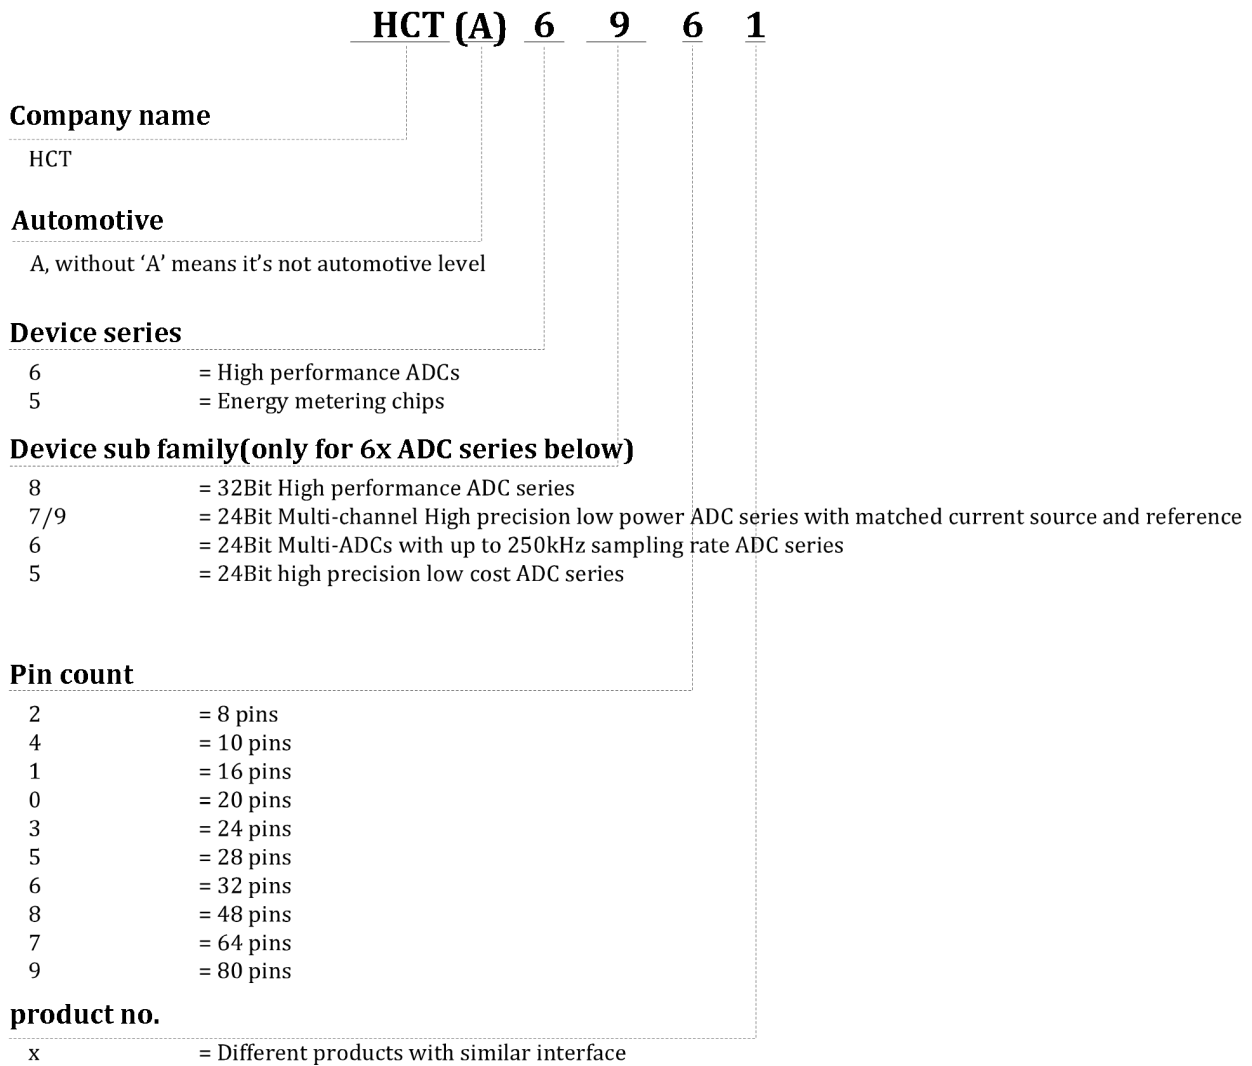 HCT (A) 6 9 6 1
Company name
HCT
Automotive
A, without ‘A’ means it’s not automotive level
Device series
6 = High performance ADCs
5 = Energy metering chips
Device sub family(only for 6x ADC series below)
8 = 32Bit High performance ADC series
7/9 = 24Bit Multi-channel High precision low power ADC series with matched current source and reference
6 = 24Bit Multi-ADCs with up to 250kHz sampling rate ADC series
5 = 24Bit high precision low cost ADC series
Pin count
2 = 8 pins
4 = 10 pins
1 = 16 pins
0 = 20 pins
3 = 24 pins
5 = 28 pins
6 = 32 pins
8 = 48 pins
7 = 64 pins
9 = 80 pins
product no.
x = Different products with similar interface